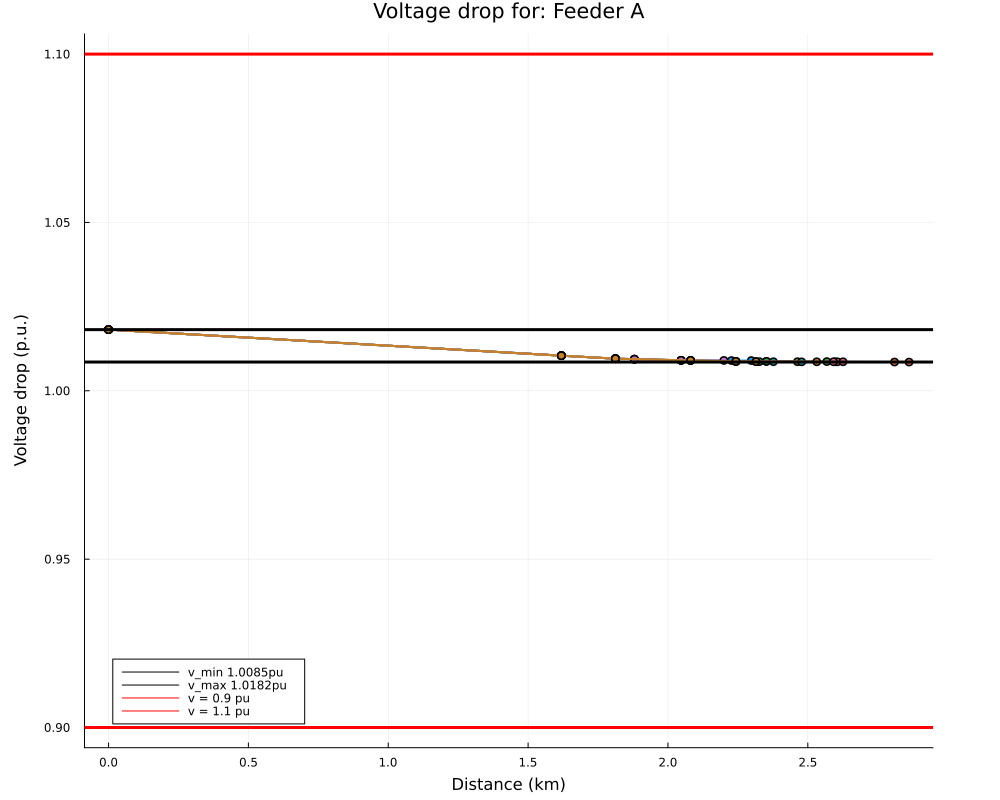 Voltage drop for: Feeder A
1.10
1.05
1.00
0.95
0.90
Voltage drop (p.u.)
v_min 1.0085pu
v_max 1.0182pu
v = 0.9 pu
v = 1.1 pu
0.0 0.5 1.0 1.5 2.0 2.5
Distance (km)